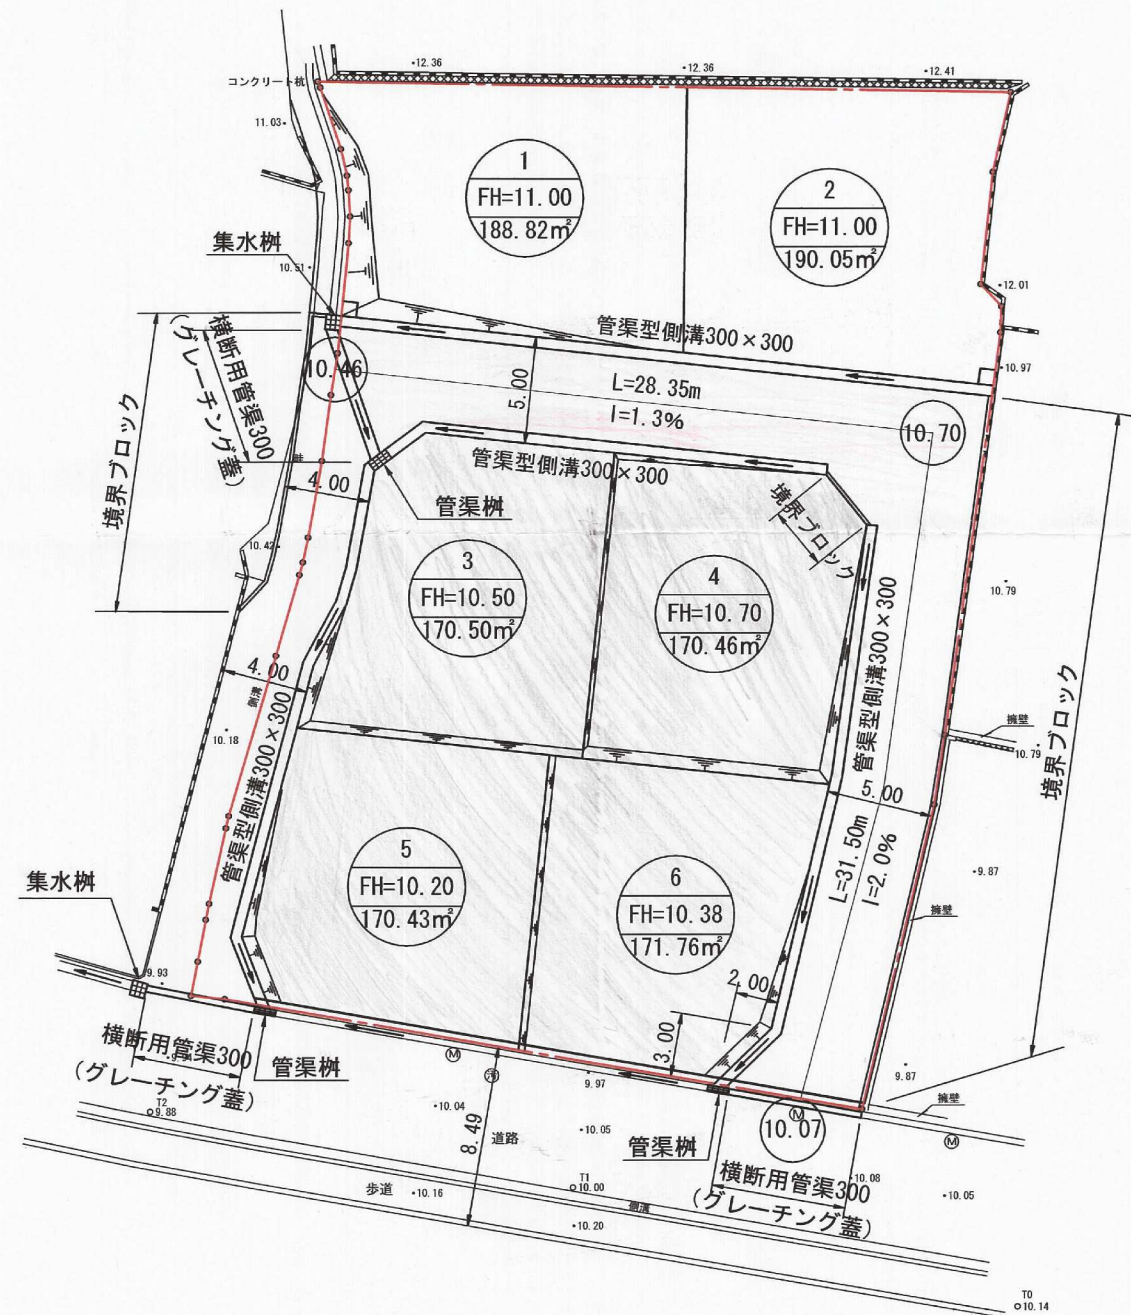 コンクリート杭
12.36
12.36
12.41
11.03
1
FH=11.00
188.82㎡
2
FH=11.00
190.05㎡
集水桝
10.51
12.01
横断用管渠300
(グレーチング蓋)
管渠型側溝300×300
10.46
5.00
L=28.35m
I=1.3%
10.97
10.70
境界ブロック
4.00
管渠型側溝300×300
管渠桝
境界ブロック
10.42
3
FH=10.50
170.50㎡
4
FH=10.70
170.46㎡
10.79
管渠型側溝300×300
4.00
側溝
10.18
管渠型側溝300×300
擁壁
10.79
境界ブロック
5.00
L=31.50m
I=2.0%
5
FH=10.20
170.43㎡
6
FH=10.38
171.76㎡
9.87
擁壁
集水桝
9.93
2.00
3.00
横断用管渠300
(グレーチング蓋)
管渠桝
M
汚
9.97
9.87
擁壁
T2
9.88
10.04
8.49
道路
10.05
M
10.07
M
管渠桝
横断用管渠300
(グレーチング蓋)
10.08
10.05
歩道
10.16
T1
10.00
側溝
10.20
T0
10.14